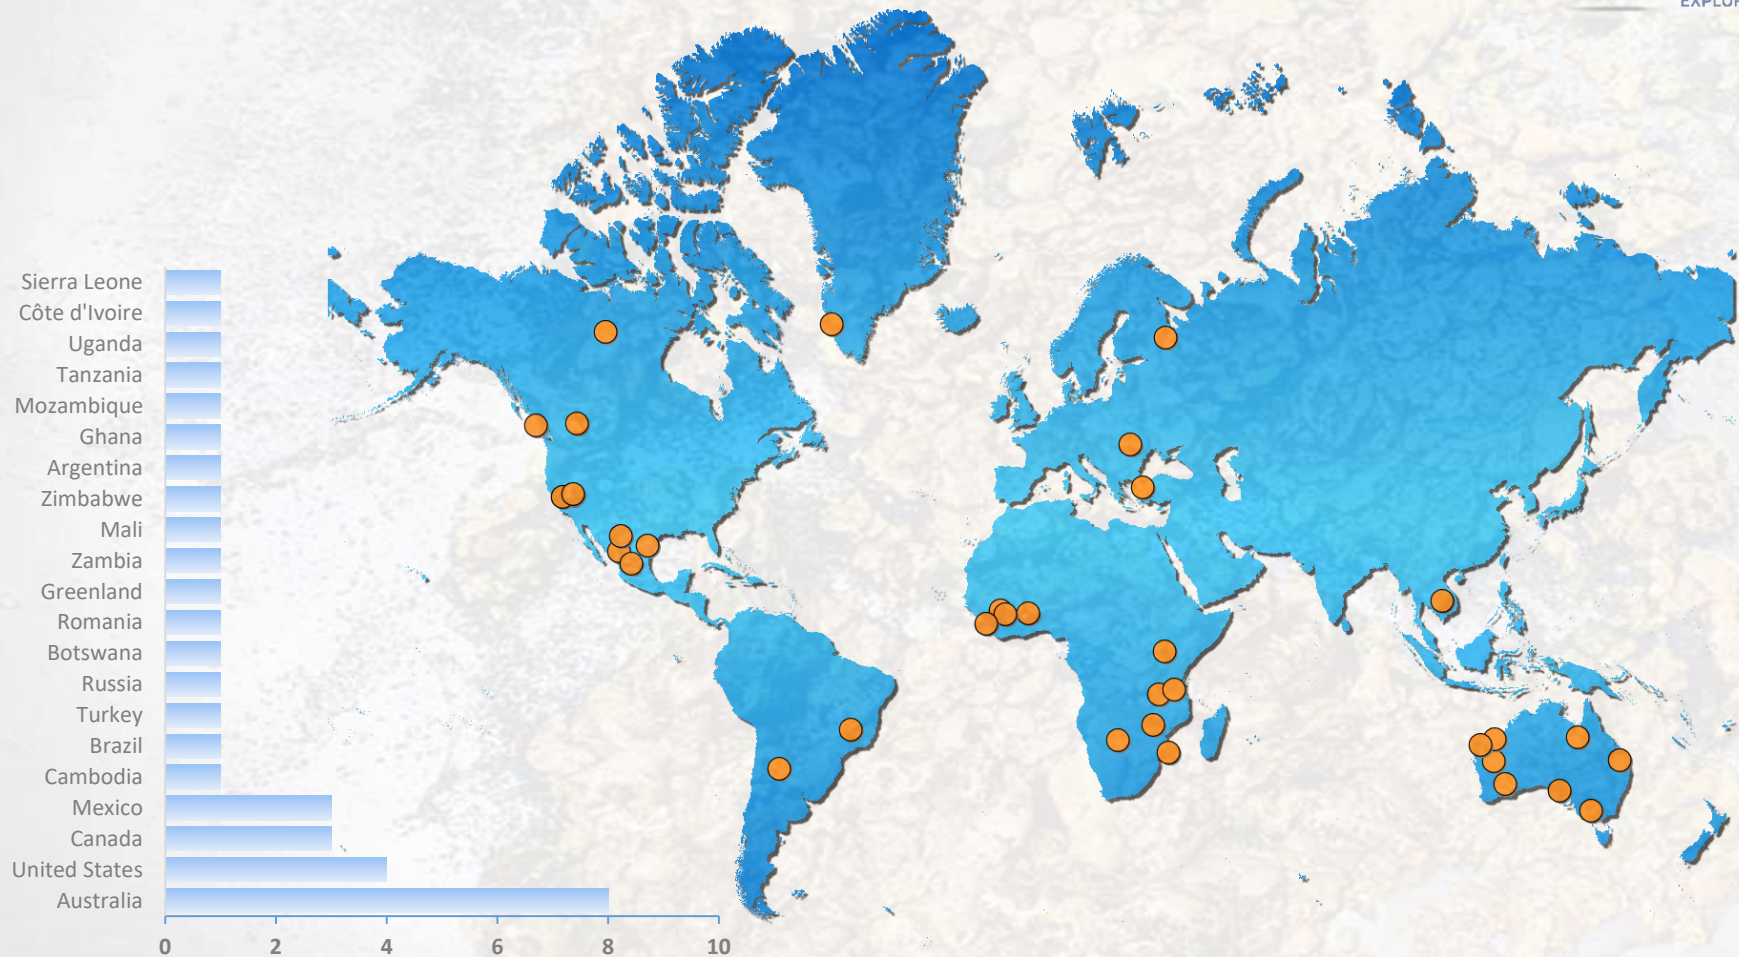 Sierra Leone
Côte d'Ivoire
Uganda
Tanzania
Mozambique
Ghana
Argentina
Zimbabwe
Mali
Zambia
Greenland
Romania
Botswana
Russia
Turkey
Brazil
Cambodia
Mexico
Canada
United States
Australia
0 2 4 6 8 10